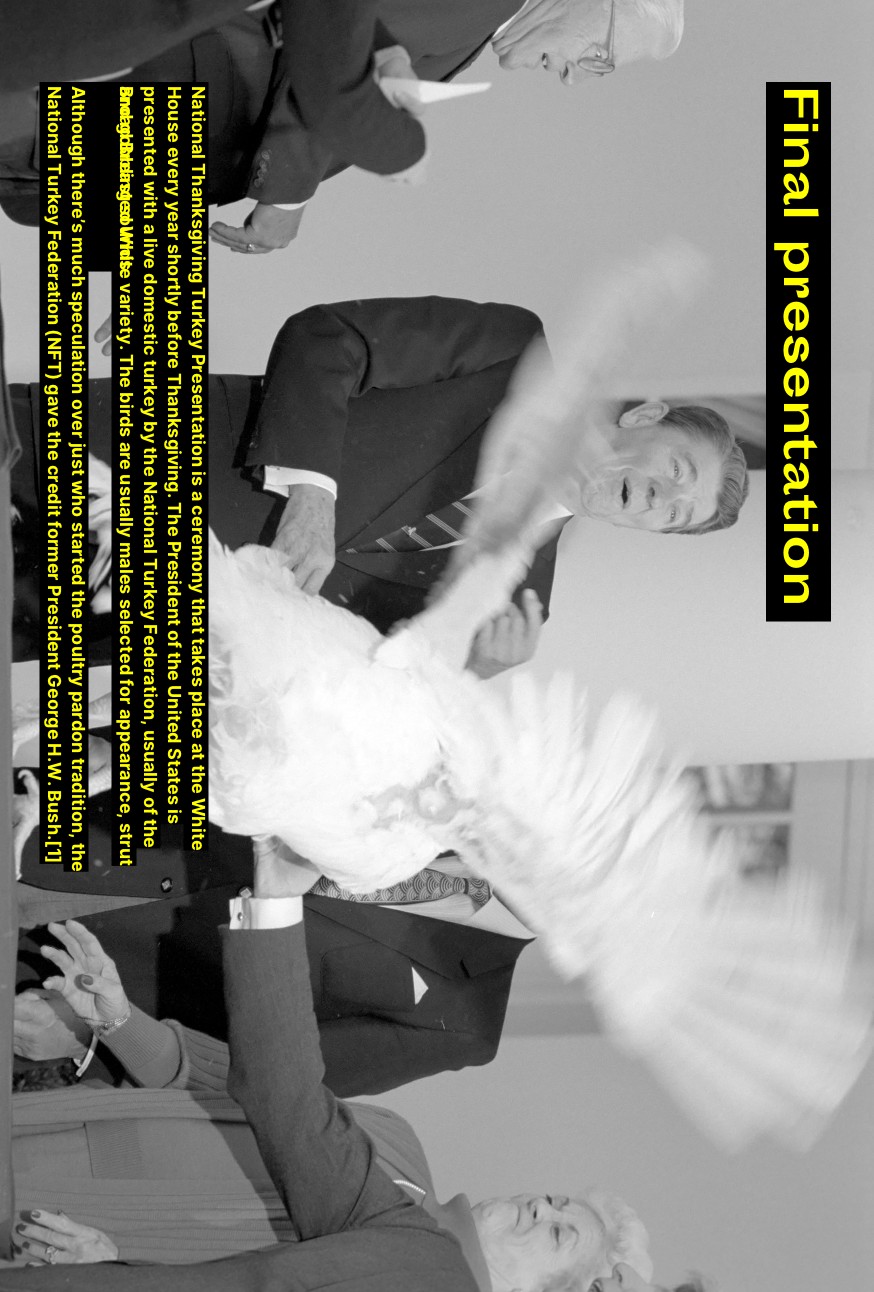 Final presentation
National Thanksgiving Turkey Presentation is a ceremony that takes place at the White
House every year shortly before Thanksgiving. The President of the United States is
presented with a live domestic turkey by the National Turkey Federation, usually of the
variety. The birds are usually males selected for appearance, strut
Although there's much speculation over just who started the poultry pardon tradition, the
National Turkey Federation (NFT) gave the credit former President George H.W. Bush.[1]